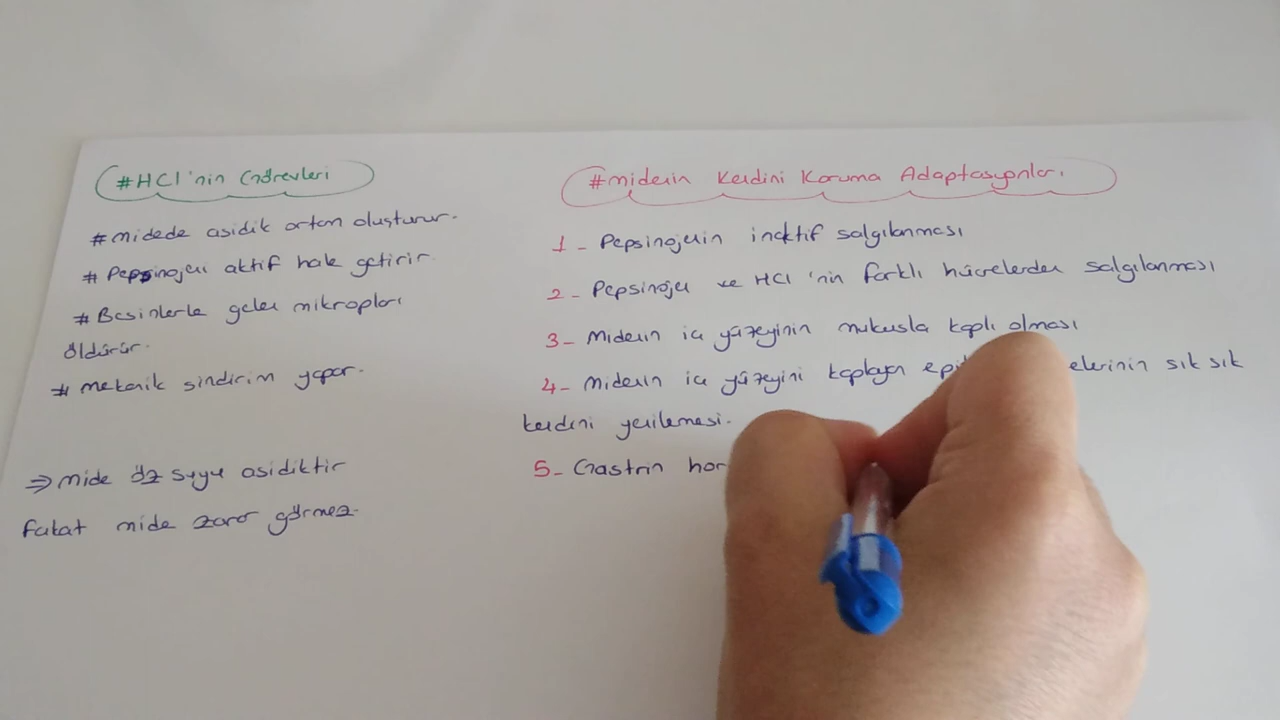 #HCl'nin Görevleri
#midede asidik ortam oluşturur.
#Pepsinojeni aktif hale getirir.
#Besinlerle gelen mikropları
öldürür.
#mekanik sindirim yapar.
⇒ mide öz suyu asidiktir
fakat mide zarar görmez.
#midenin Kendini Koruma Adaptasyonları
1- Pepsinojenin inaktif salgılanması
2- Pepsinojen ve HCl'nin farklı hücrelerden salgılanması
3- Midenin iç yüzeyinin mukusla kaplı olması
4- Midenin iç yüzeyini kaplayan elerinin sık sık
kendini yenilemesi.
5- Gastrin hor